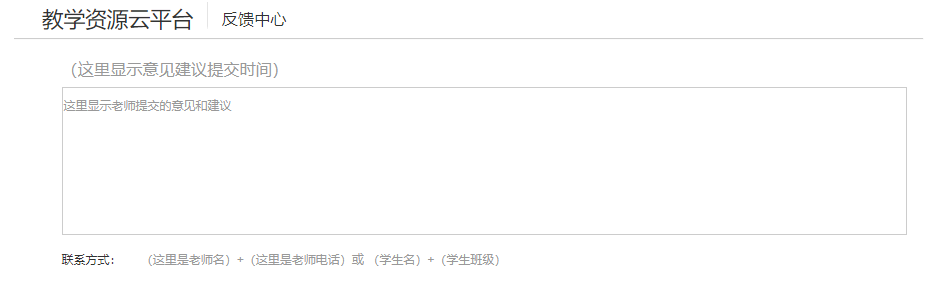 教学资源云平台 反馈中心
（这里显示意见建议提交时间）
这里显示老师提交的意见和建议
联系方式： （这里是老师名）+（这里是老师电话）或 （学生名）+（学生班级）